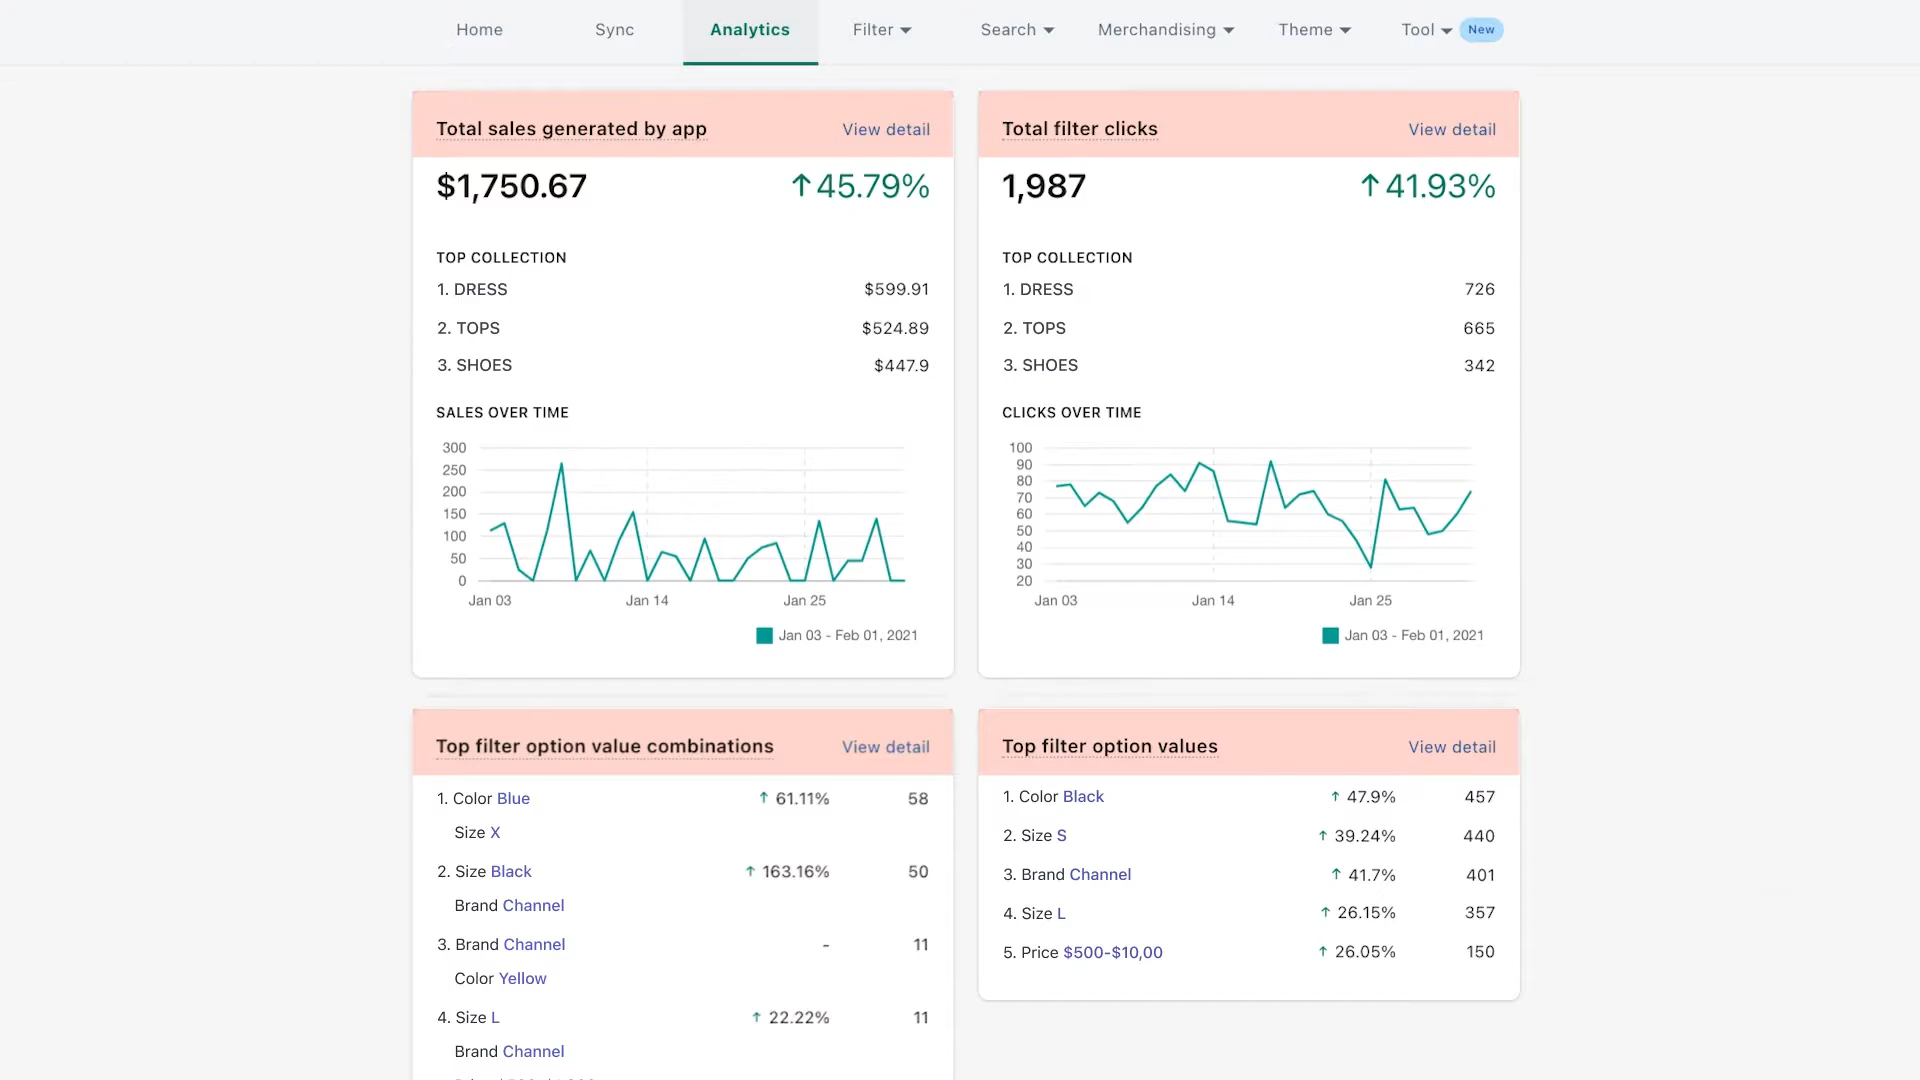 Home Sync Analytics Filter Search Merchandising Theme Tool New
Total sales generated by app View detail
$1,750.67 ↑45.79%
TOP COLLECTION
1. DRESS $599.91
2. TOPS $524.89
3. SHOES $447.9
SALES OVER TIME
300
250
200
150
100
50
0
Jan 03 Jan 14 Jan 25
Jan 03 - Feb 01, 2021
Total filter clicks View detail
1,987 ↑41.93%
TOP COLLECTION
1. DRESS 726
2. TOPS 665
3. SHOES 342
CLICKS OVER TIME
100
90
80
70
60
50
40
30
20
Jan 03 Jan 14 Jan 25
Jan 03 - Feb 01, 2021
Top filter option value combinations View detail
1. Color Blue ↑ 61.11% 58
Size X
2. Size Black ↑ 163.16% 50
Brand Channel
3. Brand Channel - 11
Color Yellow
4. Size L ↑ 22.22% 11
Brand Channel
Top filter option values View detail
1. Color Black ↑ 47.9% 457
2. Size S ↑ 39.24% 440
3. Brand Channel ↑ 41.7% 401
4. Size L ↑ 26.15% 357
5. Price $500-$10,00 ↑ 26.05% 150